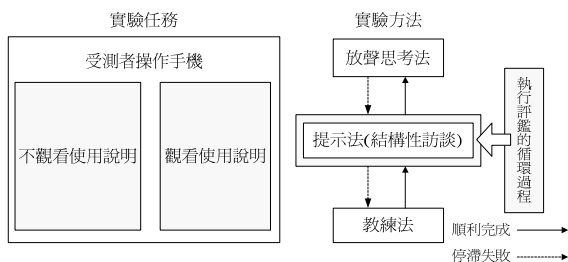 實驗任務
受測者操作手機
不觀看使用說明
觀看使用說明
實驗方法
放聲思考法
提示法(結構性訪談)
教練法
執行評鑑的循環過程
順利完成
停滯失敗